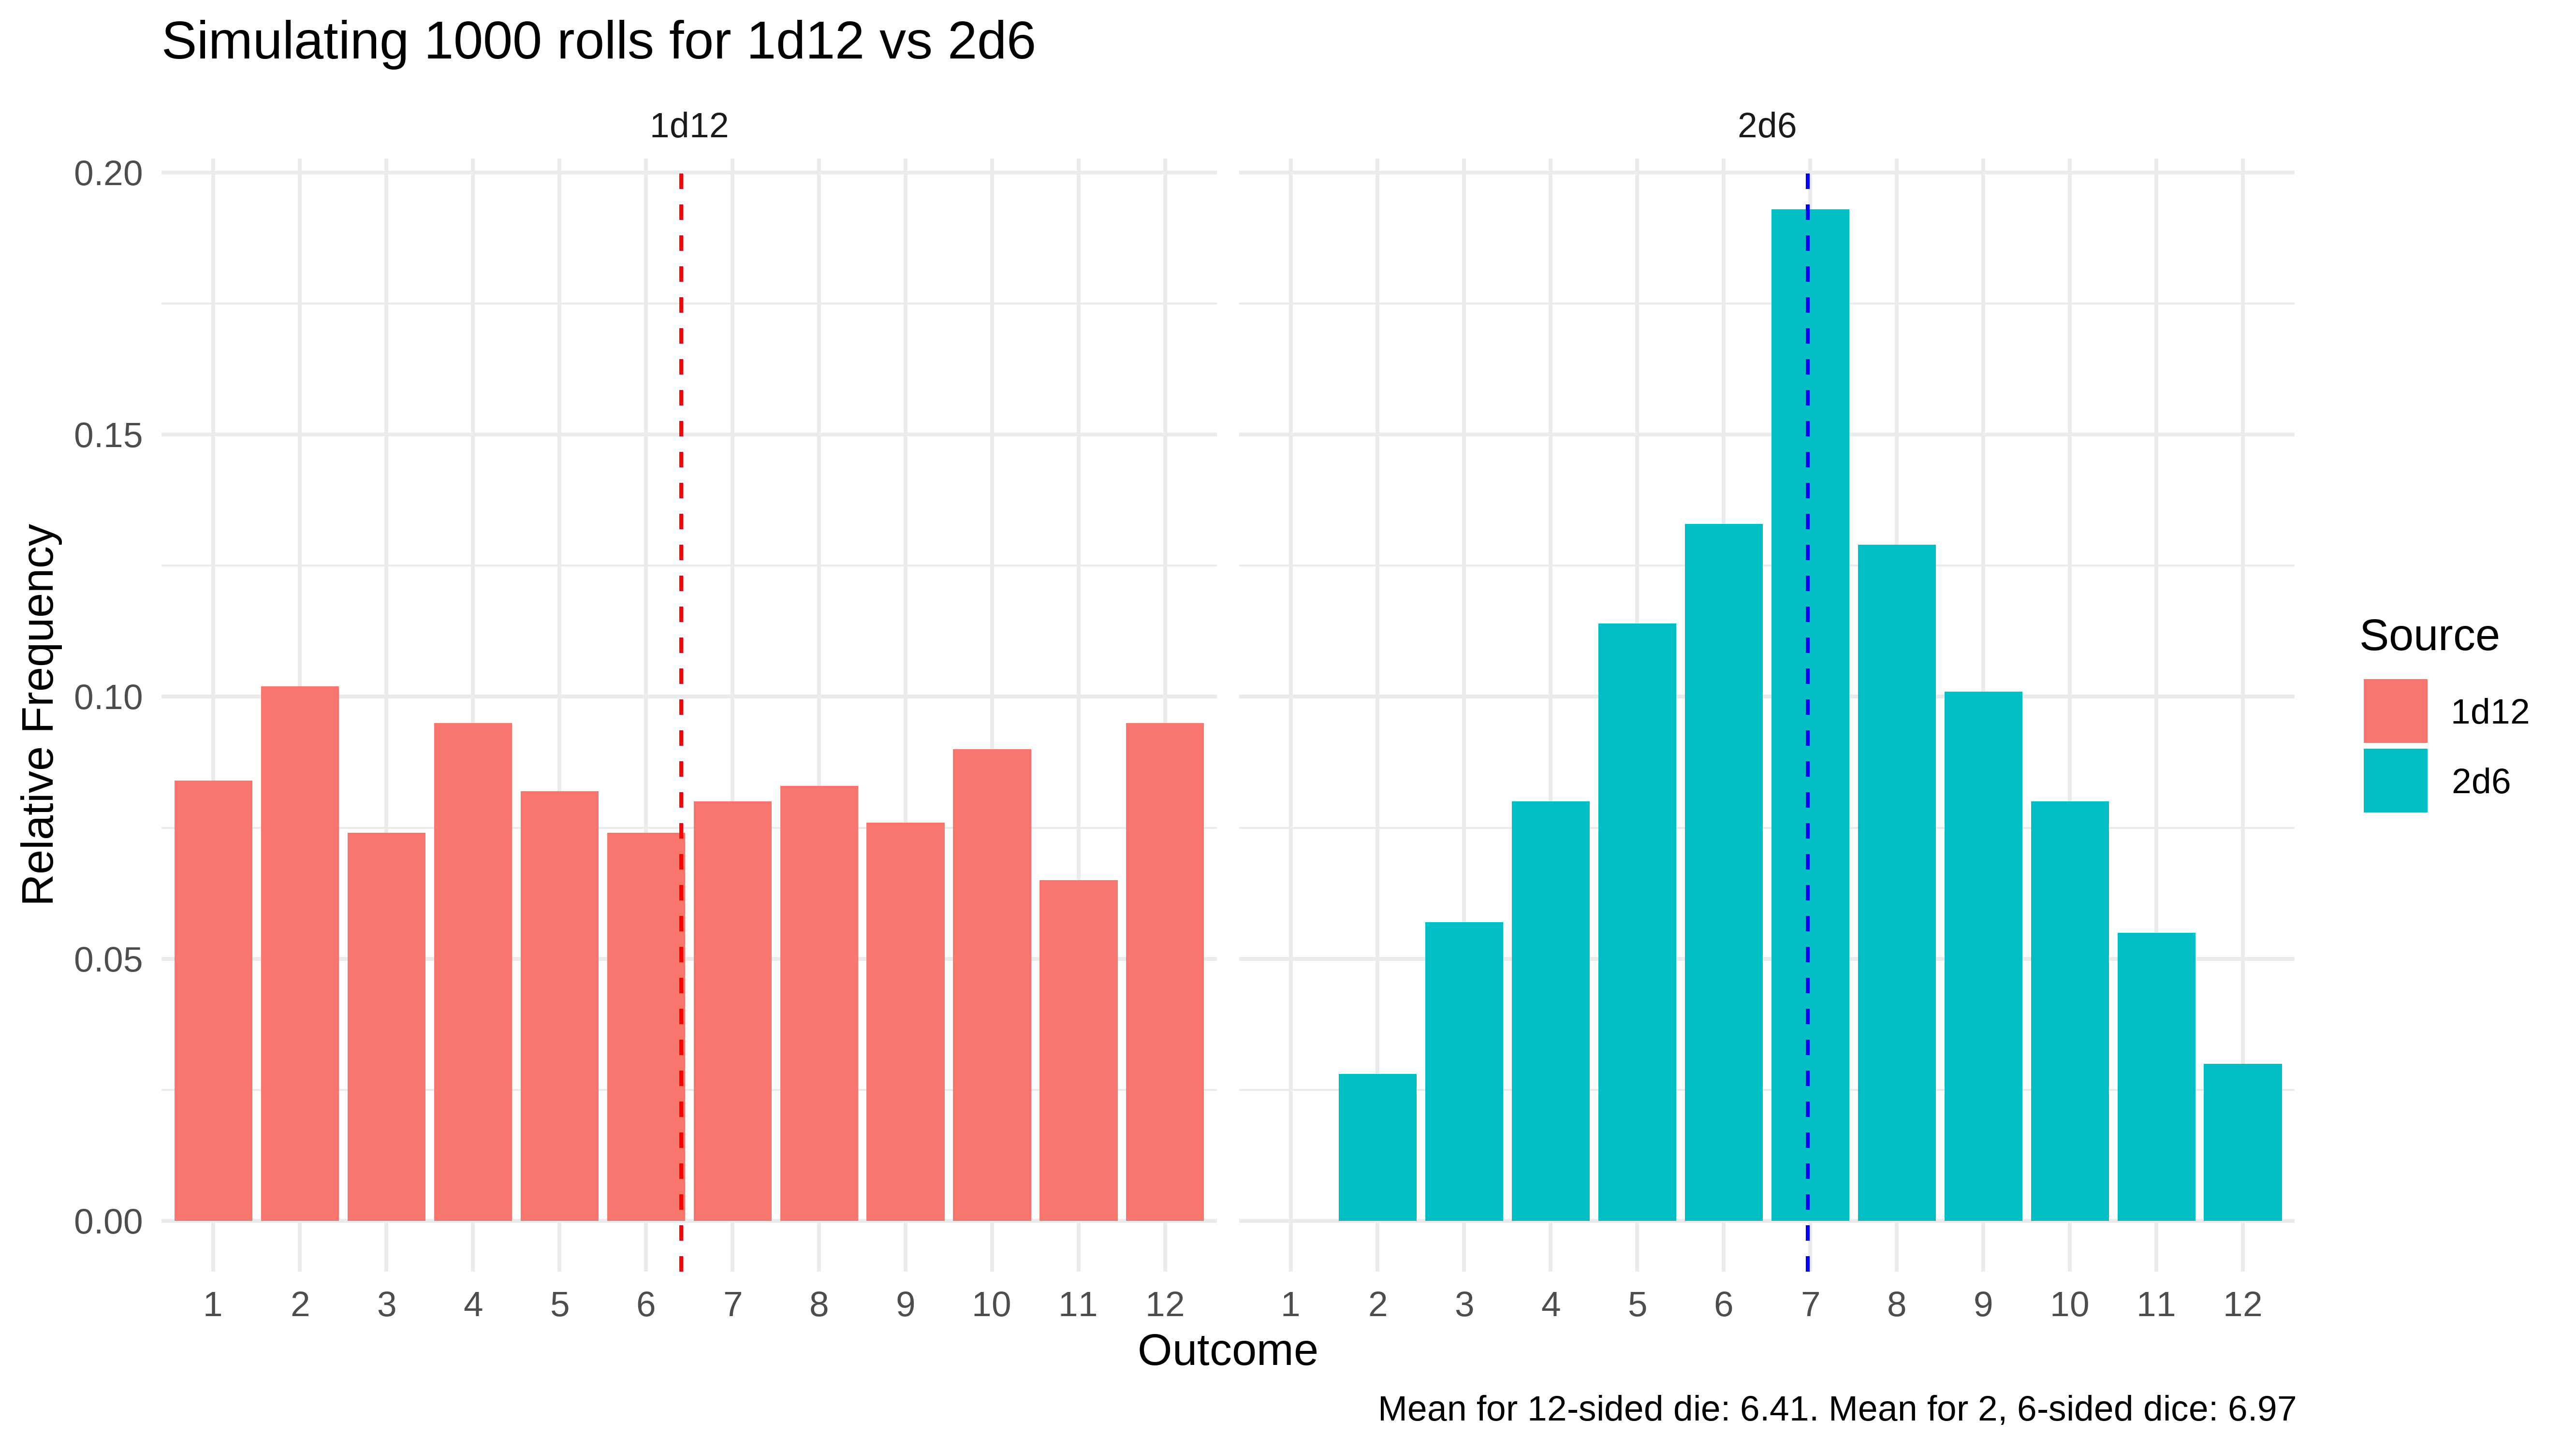 Simulating 1000 rolls for 1d12 vs 2d6
1d12
2d6
0.20
0.15
0.10
0.05
0.00
Relative Frequency
1 2 3 4 5 6 7 8 9 10 11 12
1 2 3 4 5 6 7 8 9 10 11 12
Outcome
Source
1d12
2d6
Mean for 12-sided die: 6.41. Mean for 2, 6-sided dice: 6.97